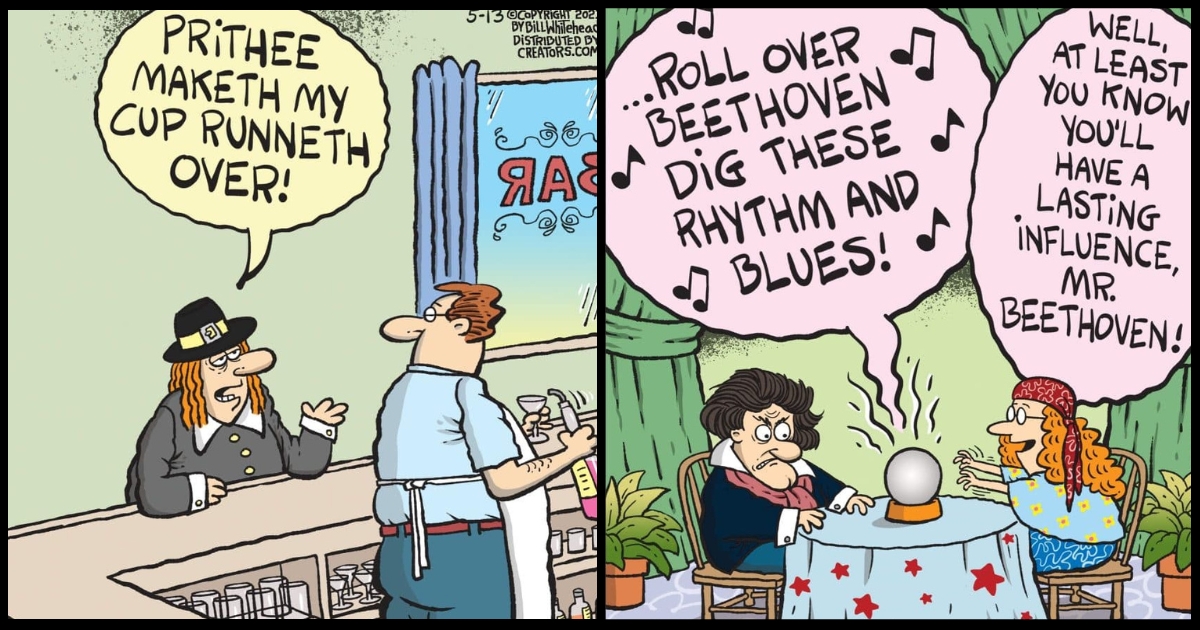 PRITHEE
MAKETH MY
CUP RUNNETH
OVER!
5-13 ©COPYRIGHT
BY BILL Whitehead
DISTRIBUTED BY
CREATORS.COM
BAR
...ROLL OVER
BEETHOVEN
DIG THESE
RHYTHM AND
BLUES!
WELL,
AT LEAST
YOU KNOW
YOU'LL
HAVE A
LASTING
INFLUENCE,
MR.
BEETHOVEN!